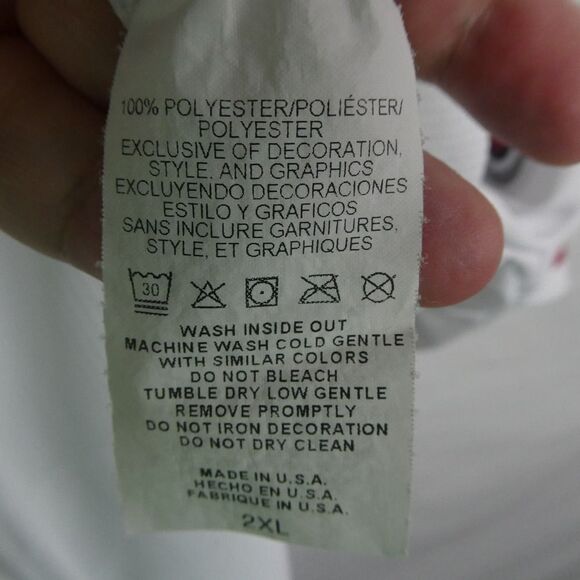 100% POLYESTER/POLIÉSTER/
POLYESTER
EXCLUSIVE OF DECORATION,
STYLE, AND GRAPHICS
EXCLUYENDO DECORACIONES
ESTILO Y GRAFICOS
SANS INCLURE GARNITURES,
STYLE, ET GRAPHIQUES
30
WASH INSIDE OUT
MACHINE WASH COLD GENTLE
WITH SIMILAR COLORS
DO NOT BLEACH
TUMBLE DRY LOW GENTLE
REMOVE PROMPTLY
DO NOT IRON DECORATION
DO NOT DRY CLEAN
MADE IN U.S.A.
HECHO EN U.S.A.
FABRIQUE IN U.S.A.
2XL